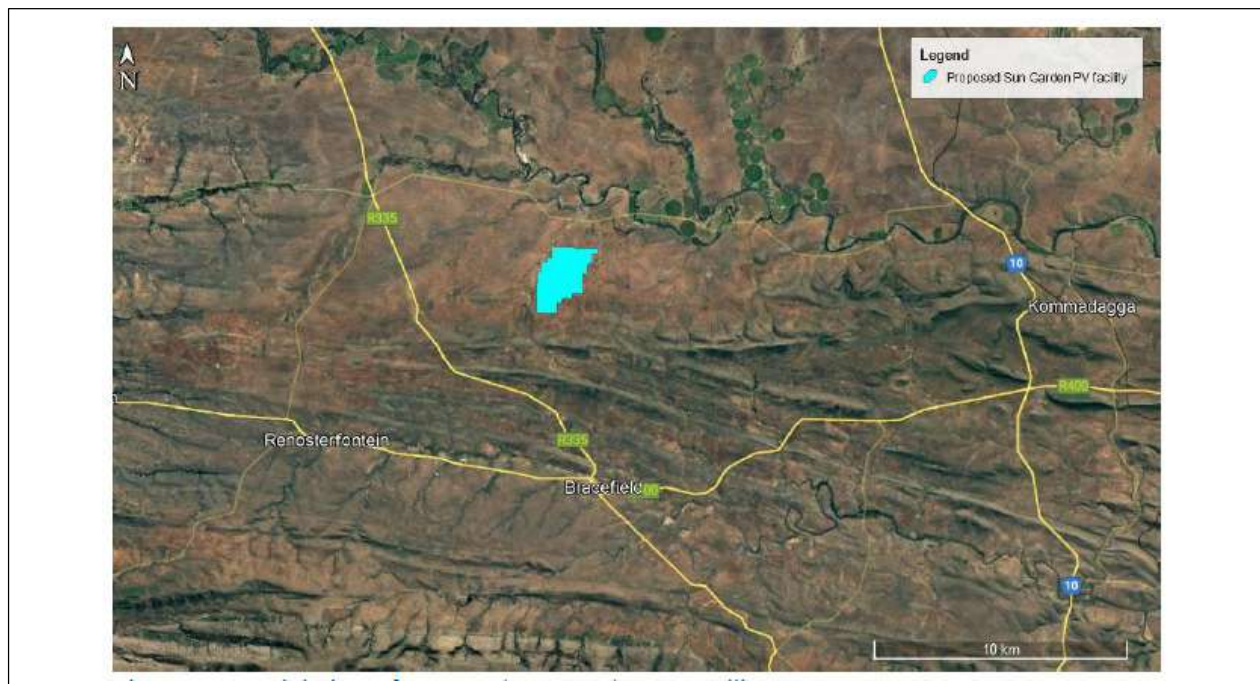 N
Legend
Proposed Sun Garden PV facility
R335
10
Kommadagga
R400
R335
Renosterfontein
Bracefield
10
10 km